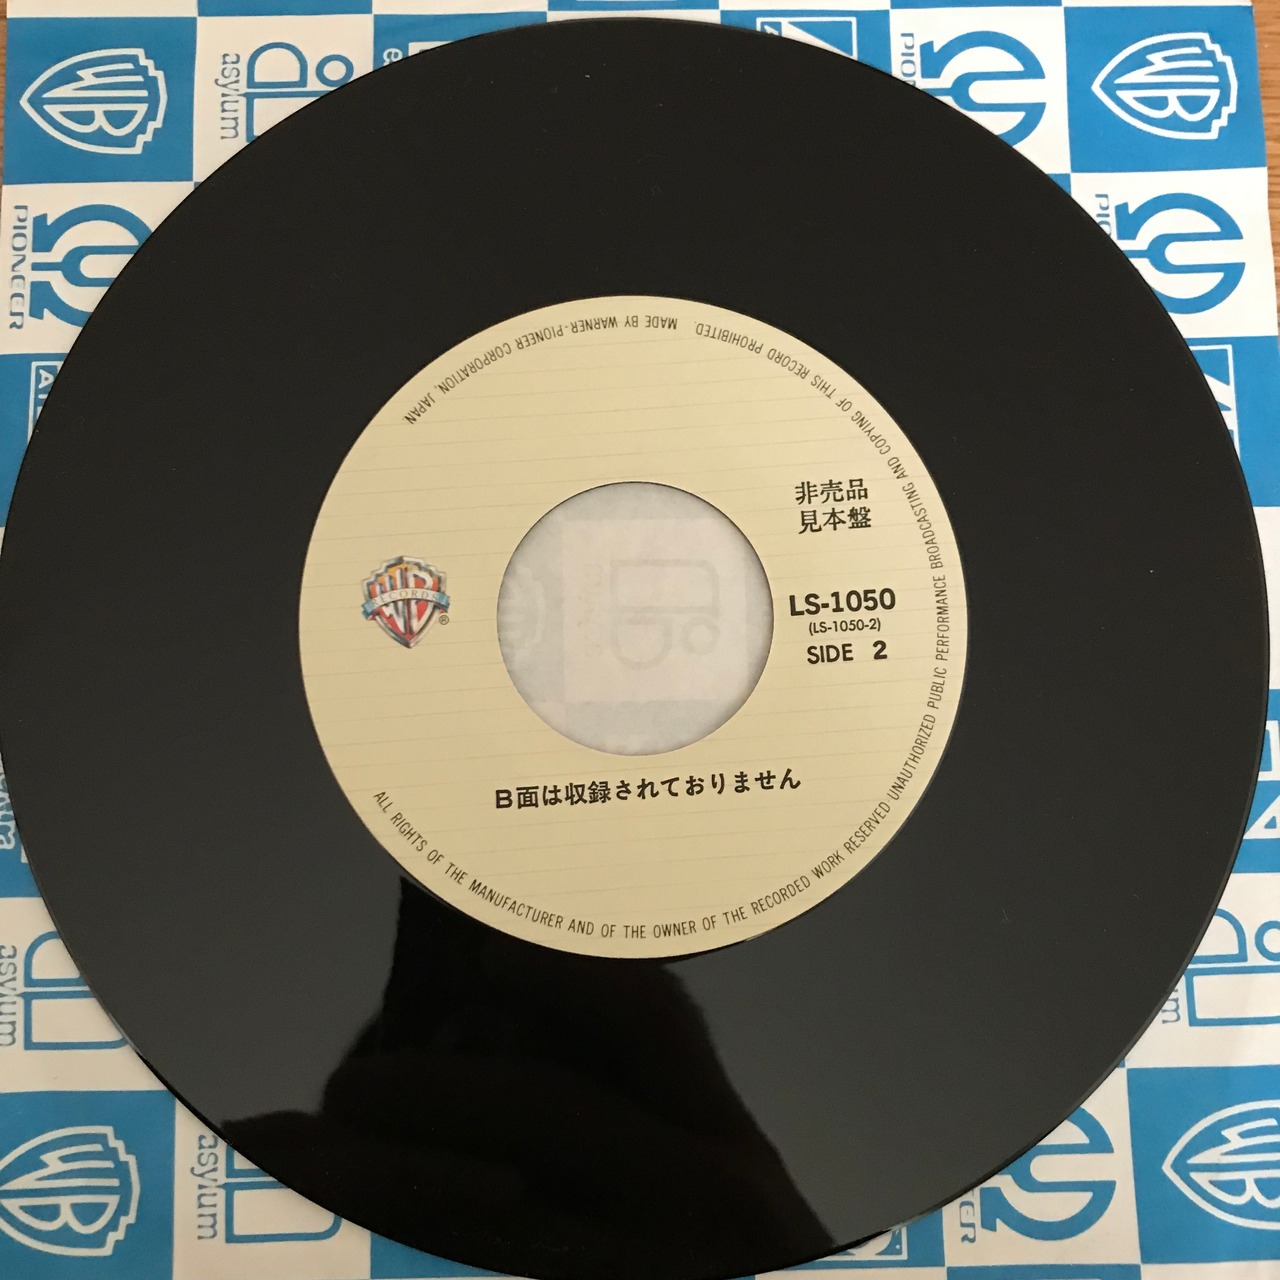 非売品
見本盤
LS-1050
(LS-1050-2)
SIDE 2
RECORDS
®
B面は収録されておりません
ALL RIGHTS OF THE MANUFACTURER AND OF THE OWNER OF THE RECORDED WORK RESERVED UNAUTHORIZED PUBLIC PERFORMANCE BROADCASTING AND COPYING OF THIS RECORD PROHIBITED. MADE BY WARNER-PIONEER CORPORATION, JAPAN.
asylum
PIONEER
PIONEER
asylum
asylum